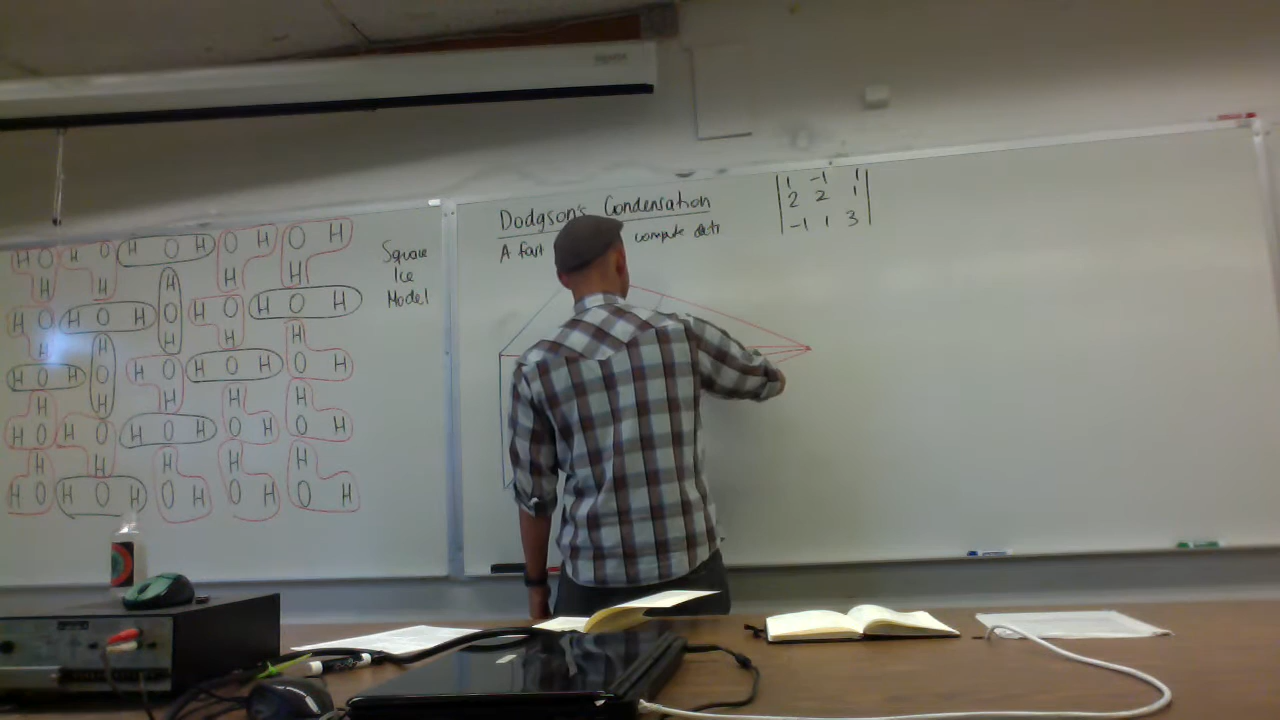 H O H O H O H O H O H
H H H H H
Square
Ice
Model
H O H O H O H O H O H
H H H H H
H O H O H O H O H O H
H H H H H
H O H O H O H O H O H
H H H H H
H O H O H O H O H O H
Dodgson's Condensation
A fast compute dets
1 -1 1
2 2 1
-1 1 3